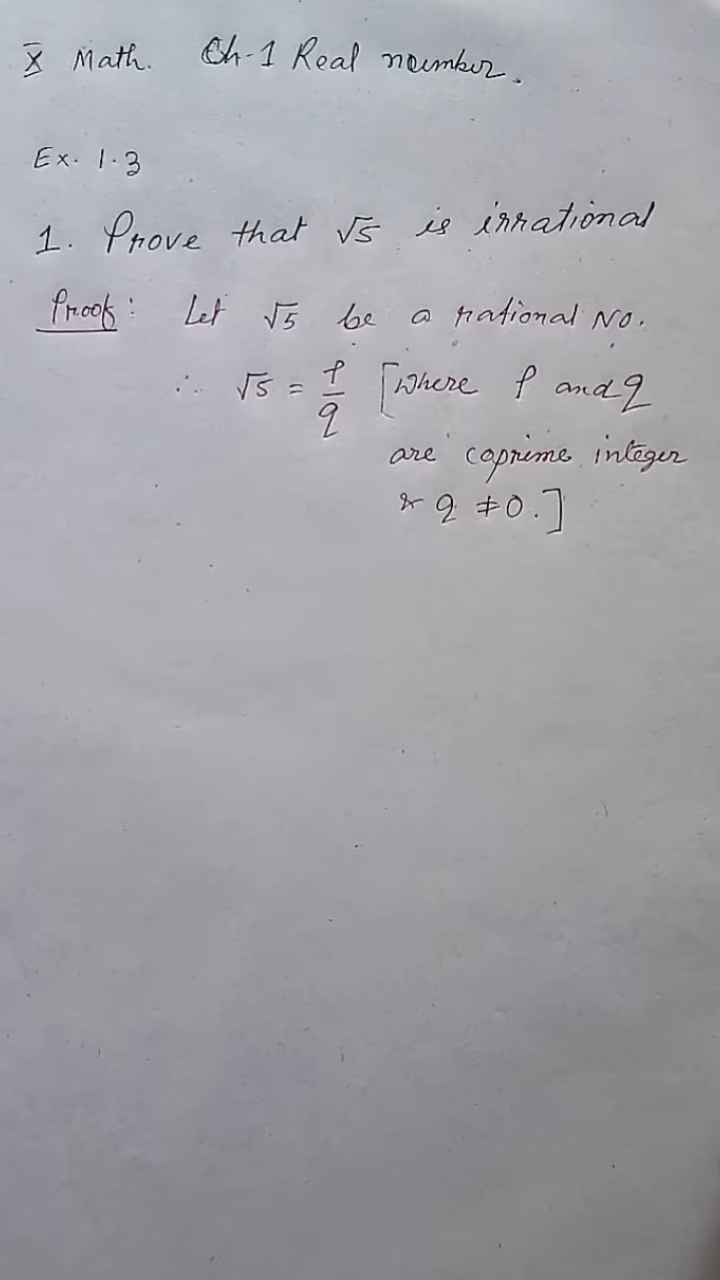 X Math. Ch-1 Real number.
Ex. 1.3
1. Prove that √5 is irrational
Proof: Let √5 be a rational No.
∴ √5 = p/q [Where p and q
are coprime integer
& q ≠ 0.]